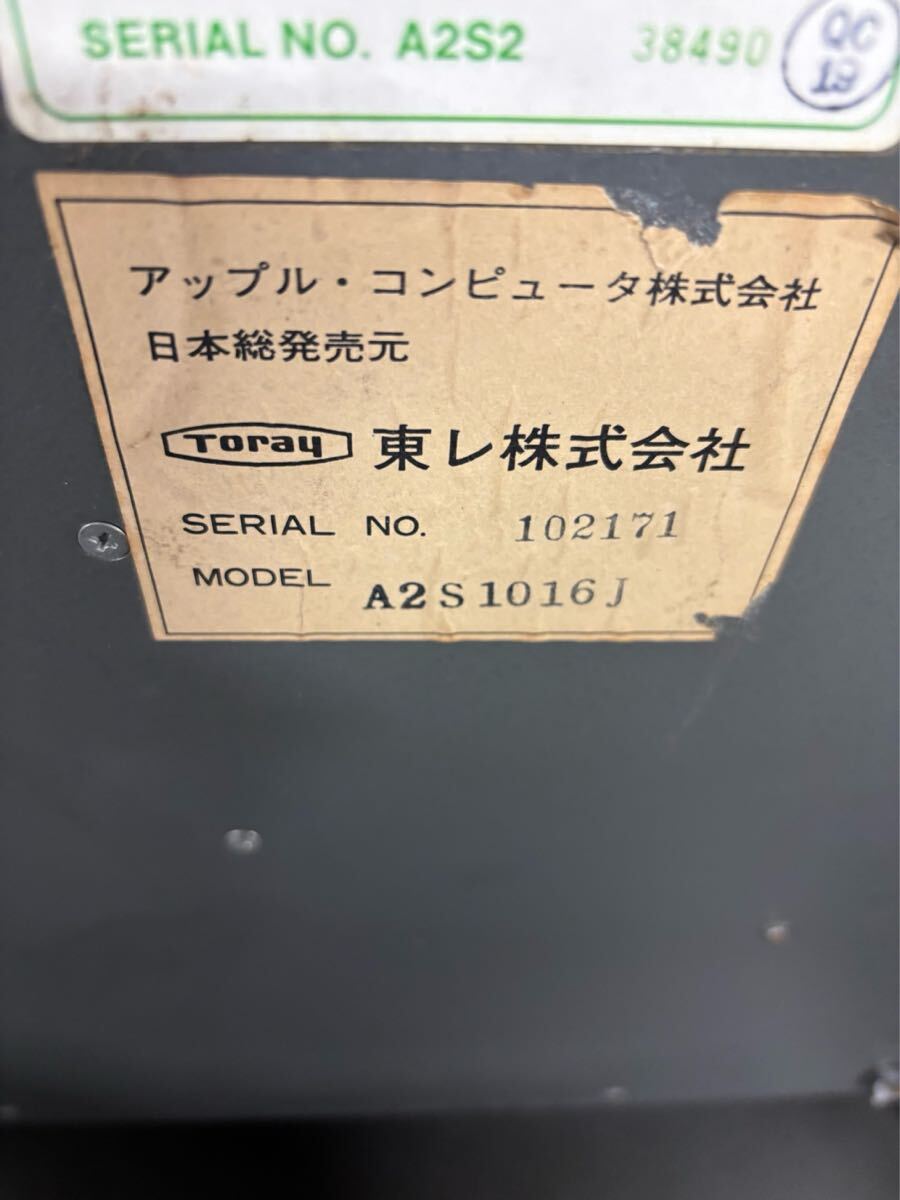 SERIAL NO. A2S2 38490
QC
19
アップル・コンピュータ株式会社
日本総発売元
Toray 東レ株式会社
SERIAL NO. 102171
MODEL A2S1016J